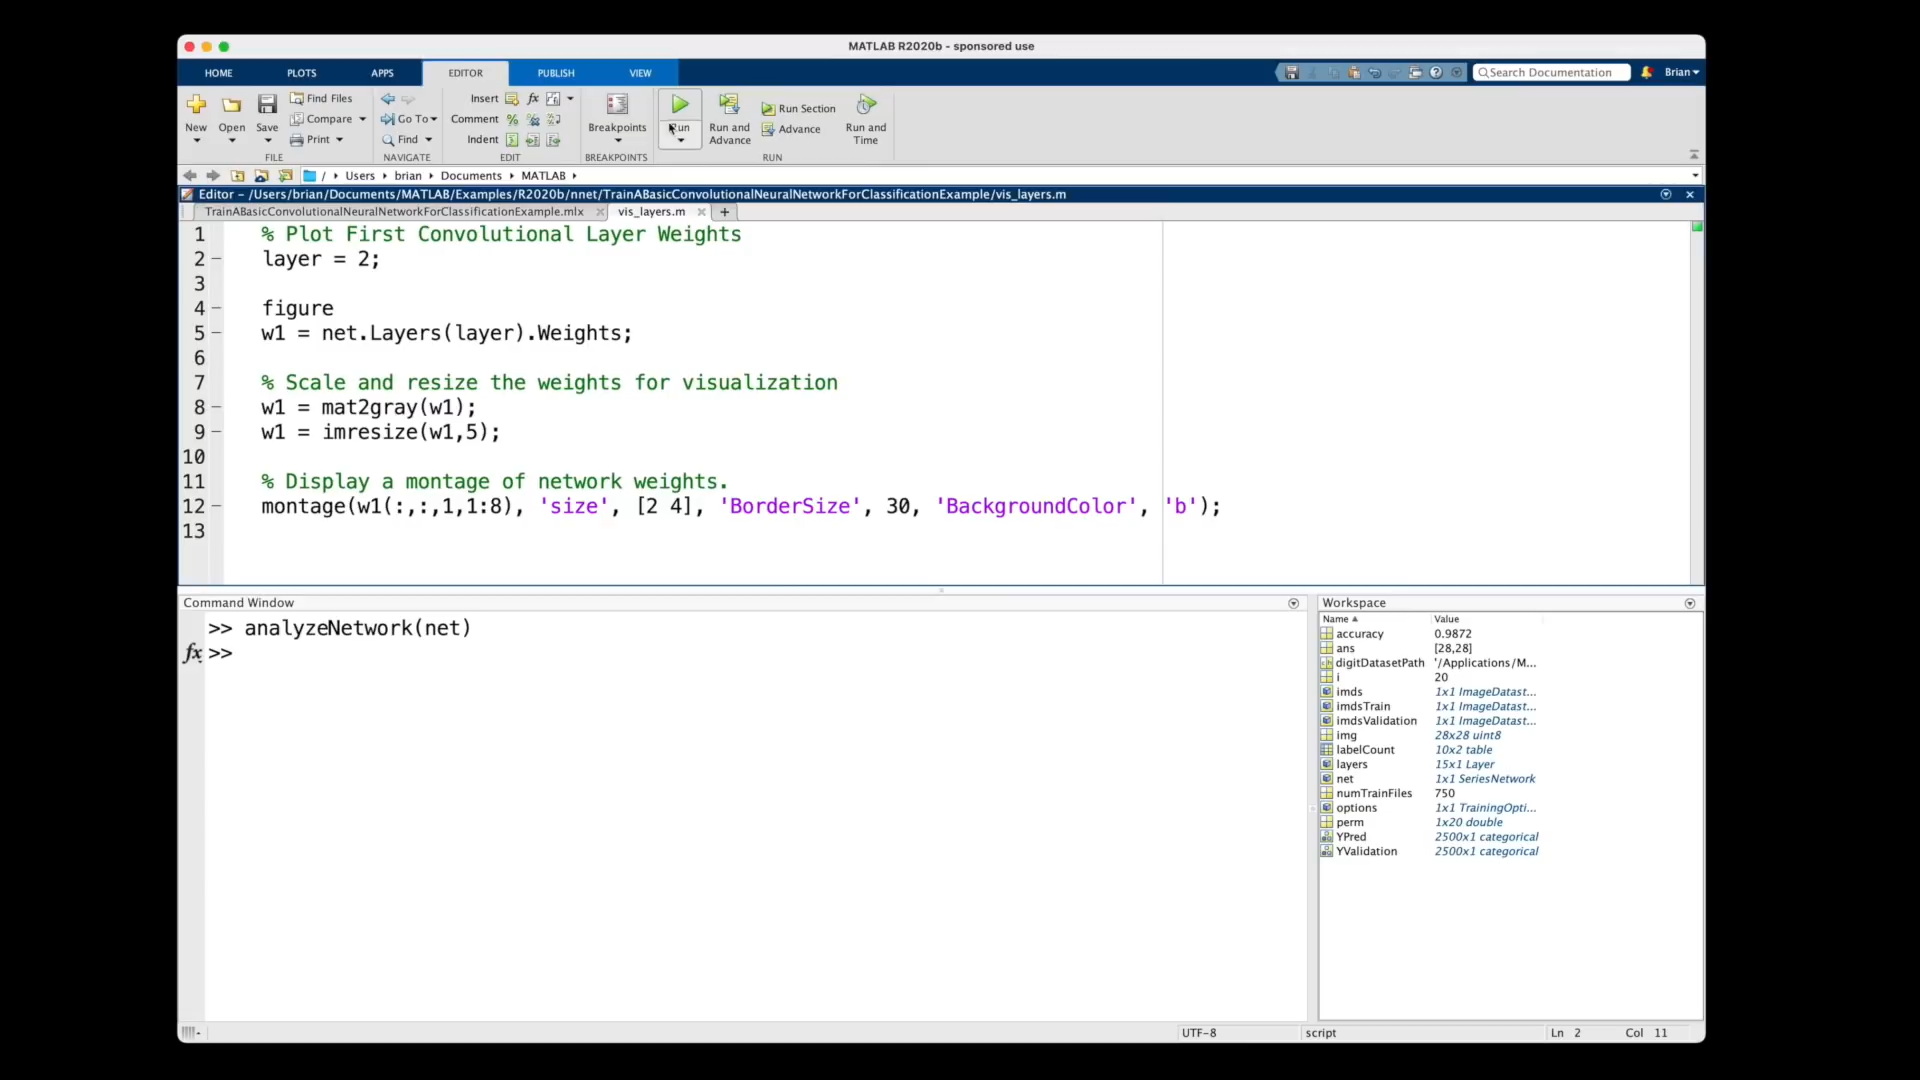 MATLAB R2020b - sponsored use
HOME PLOTS APPS EDITOR PUBLISH VIEW
Search Documentation Brian
New Open Save Find Files Compare Print FILE
Go To Find NAVIGATE
Insert fx Comment Indent EDIT
Breakpoints BREAKPOINTS
Run and Advance Run Section Advance Run and Time RUN
/ Users brian Documents MATLAB
Editor - /Users/brian/Documents/MATLAB/Examples/R2020b/nnet/TrainABasicConvolutionalNeuralNetworkForClassificationExample/vis_layers.m
TrainABasicConvolutionalNeuralNetworkForClassificationExample.mlx vis_layers.m +
1 % Plot First Convolutional Layer Weights
2 layer = 2;
3
4 figure
5 w1 = net.Layers(layer).Weights;
6
7 % Scale and resize the weights for visualization
8 w1 = mat2gray(w1);
9 w1 = imresize(w1,5);
10
11 % Display a montage of network weights.
12 montage(w1(:,:,1,1:8), 'size', [2 4], 'BorderSize', 30, 'BackgroundColor', 'b');
13
Command Window
>> analyzeNetwork(net)
fx >>
Workspace
Name Value
accuracy 0.9872
ans [28,28]
digitDatasetPath '/Applications/M...
i 20
imds 1x1 ImageDatast...
imdsTrain 1x1 ImageDatast...
imdsValidation 1x1 ImageDatast...
img 28x28 uint8
labelCount 10x2 table
layers 15x1 Layer
net 1x1 SeriesNetwork
numTrainFiles 750
options 1x1 TrainingOpti...
perm 1x20 double
YPred 2500x1 categorical
YValidation 2500x1 categorical
UTF-8 script Ln 2 Col 11